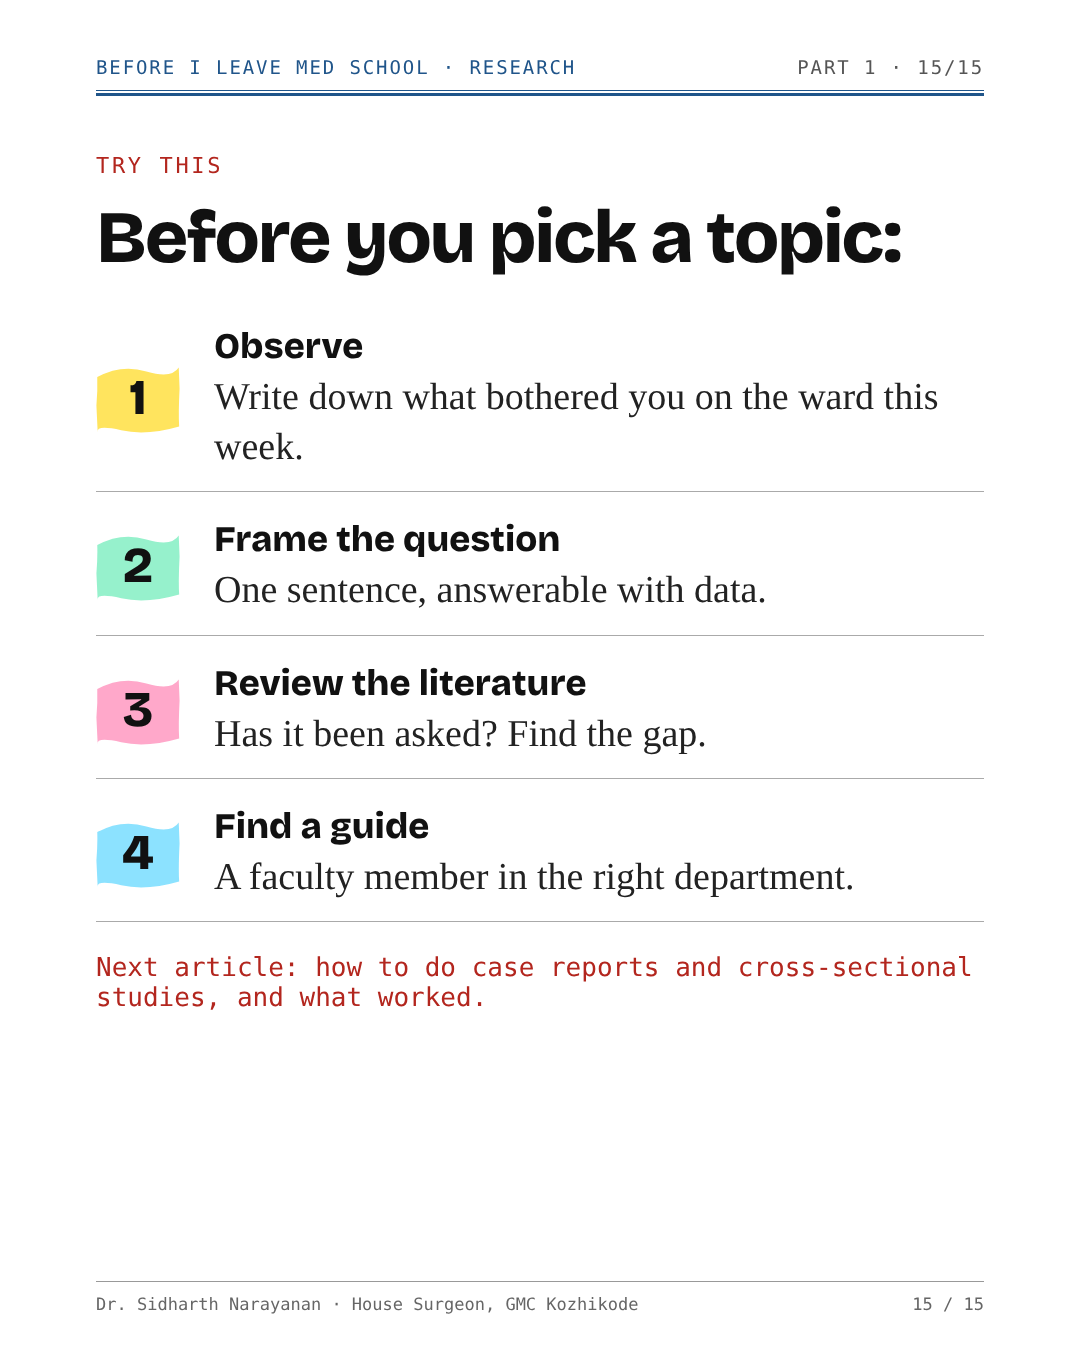 BEFORE I LEAVE MED SCHOOL · RESEARCH
PART 1 · 15/15
TRY THIS
Before you pick a topic:
1
Observe
Write down what bothered you on the ward this
week.
2
Frame the question
One sentence, answerable with data.
3
Review the literature
Has it been asked? Find the gap.
4
Find a guide
A faculty member in the right department.
Next article: how to do case reports and cross-sectional
studies, and what worked.
Dr. Sidharth Narayanan · House Surgeon, GMC Kozhikode
15 / 15